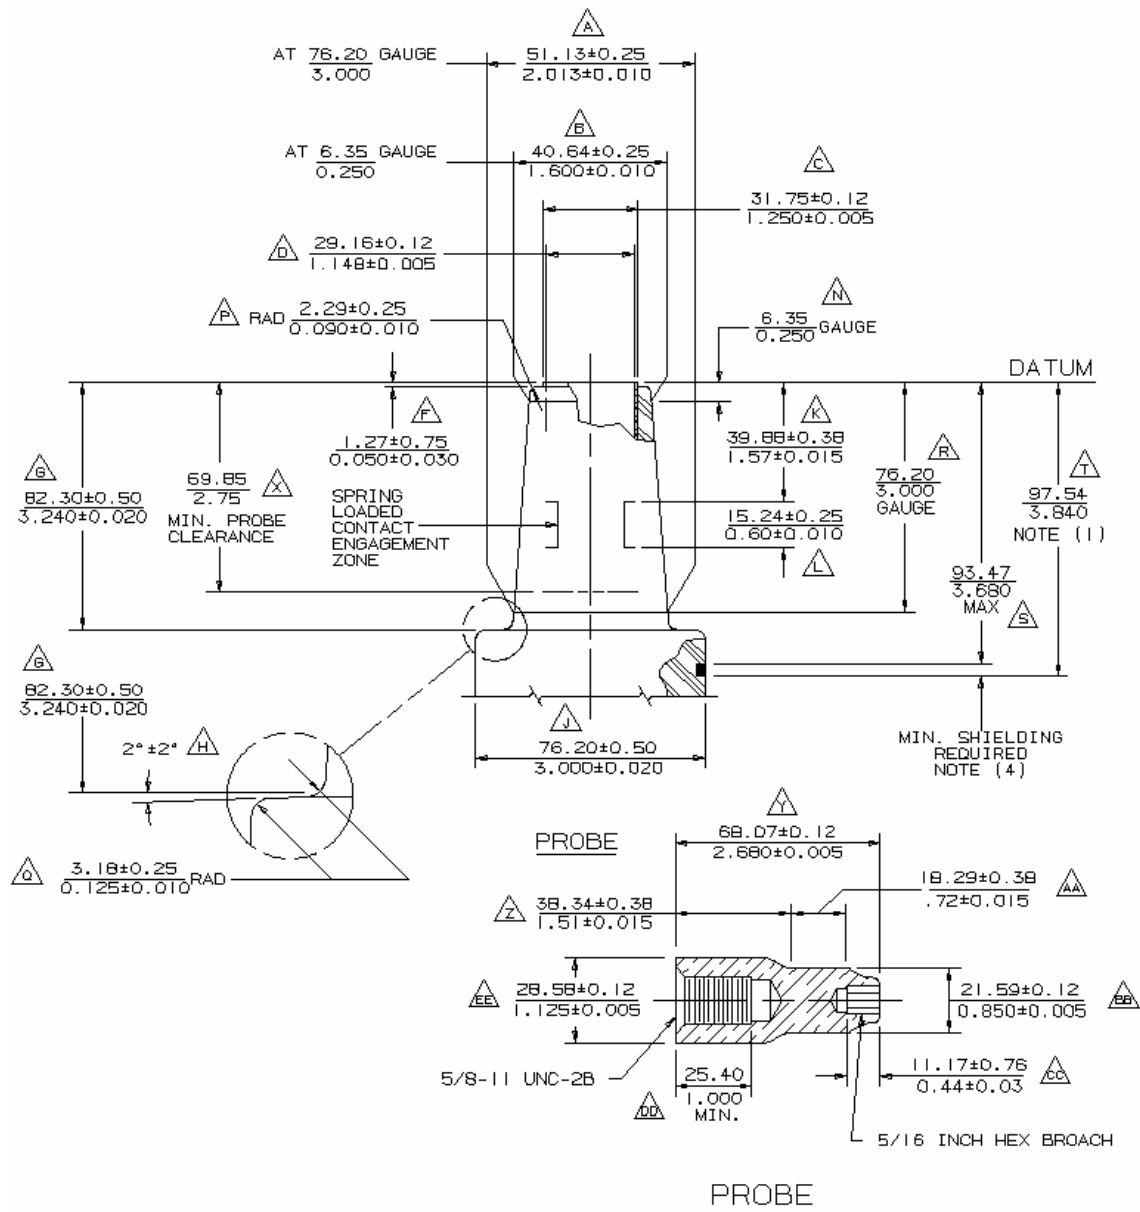 A
AT 76.20 GAUGE
3.000
51.13±0.25
2.013±0.010
B
AT 6.35 GAUGE
0.250
40.64±0.25
1.600±0.010
C
31.75±0.12
1.250±0.005
D
29.16±0.12
1.148±0.005
N
6.35 GAUGE
0.250
P RAD 2.29±0.25
0.090±0.010
DATUM
F
1.27±0.75
0.050±0.030
K
39.88±0.38
1.57±0.015
R
76.20
3.000
GAUGE
T
97.54
3.840
NOTE (1)
G
82.30±0.50
3.240±0.020
69.85
2.75
X
MIN. PROBE
CLEARANCE
SPRING
LOADED
CONTACT
ENGAGEMENT
ZONE
15.24±0.25
0.60±0.010
L
93.47
3.680
MAX
S
G
82.30±0.50
3.240±0.020
2°±2° H
J
76.20±0.50
3.000±0.020
MIN. SHIELDING
REQUIRED
NOTE (4)
Q 3.18±0.25 RAD
0.125±0.010
PROBE
Y
68.07±0.12
2.680±0.005
Z 38.34±0.38
1.51±0.015
18.29±0.38
.72±0.015
AA
EE 28.58±0.12
1.125±0.005
21.59±0.12
0.850±0.005
BB
5/8-11 UNC-2B
DD
25.40
1.000
MIN.
11.17±0.76
0.44±0.03
CC
5/16 INCH HEX BROACH
PROBE